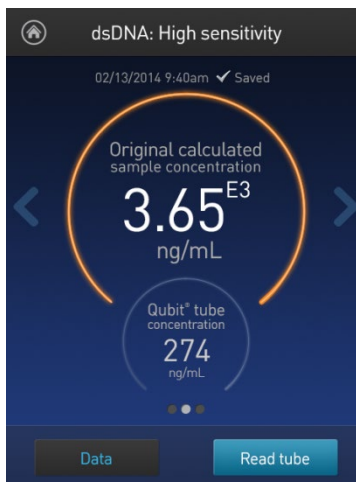 dsDNA: High sensitivity
02/13/2014 9:40am ✔ Saved
Original calculated
sample concentration
3.65E3
ng/mL
Qubit® tube
concentration
274
ng/mL
Data
Read tube